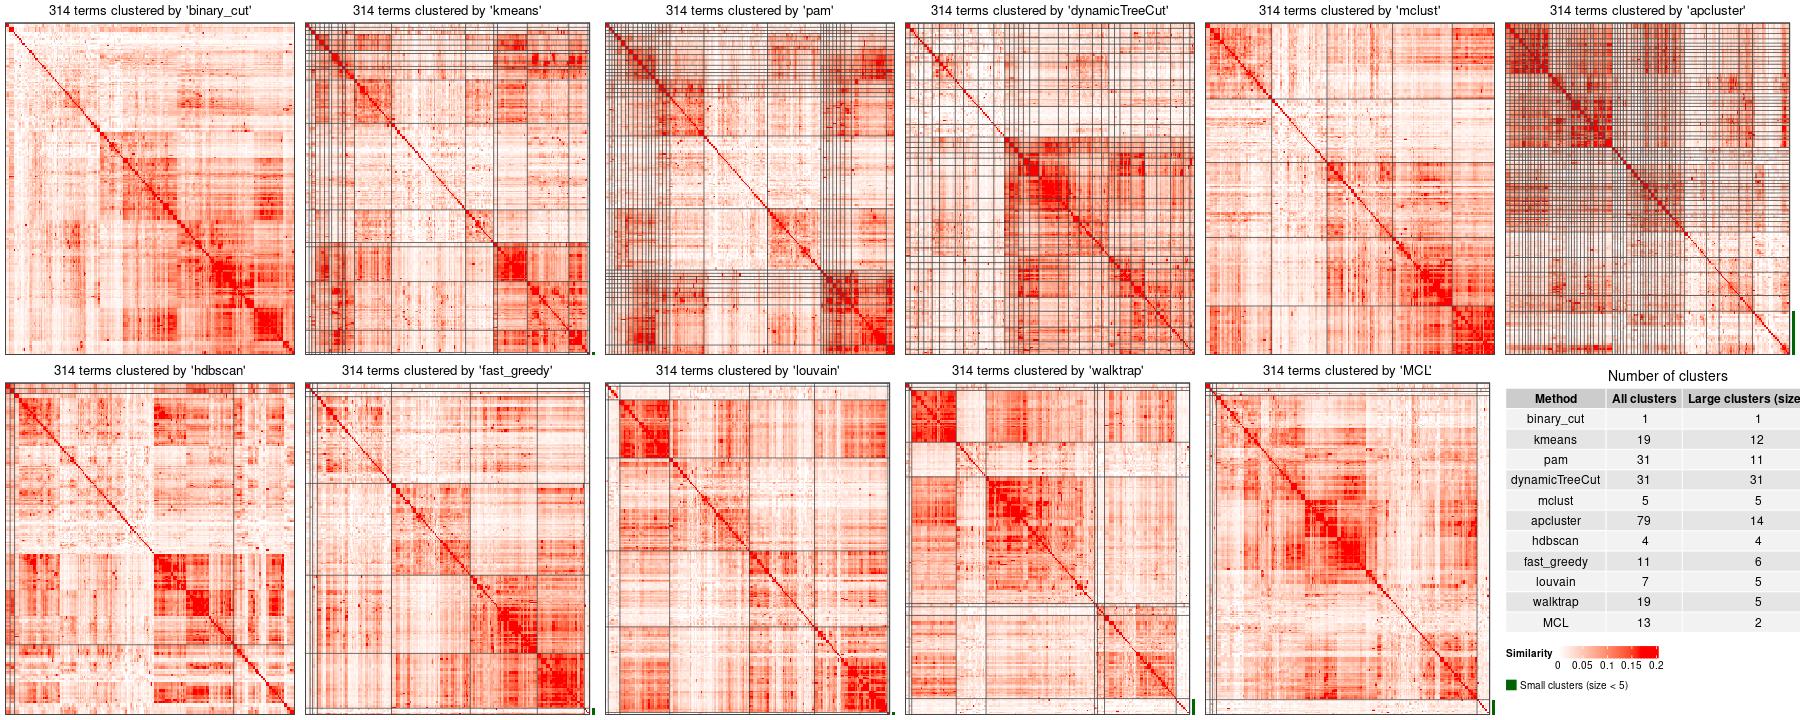 314 terms clustered by 'binary_cut'
314 terms clustered by 'kmeans'
314 terms clustered by 'pam'
314 terms clustered by 'dynamicTreeCut'
314 terms clustered by 'mclust'
314 terms clustered by 'apcluster'
314 terms clustered by 'hdbscan'
314 terms clustered by 'fast_greedy'
314 terms clustered by 'louvain'
314 terms clustered by 'walktrap'
314 terms clustered by 'MCL'
Number of clusters
Method All clusters Large clusters (size
binary_cut 1 1
kmeans 19 12
pam 31 11
dynamicTreeCut 31 31
mclust 5 5
apcluster 79 14
hdbscan 4 4
fast_greedy 11 6
louvain 7 5
walktrap 19 5
MCL 13 2
Similarity
0 0.05 0.1 0.15 0.2
Small clusters (size < 5)